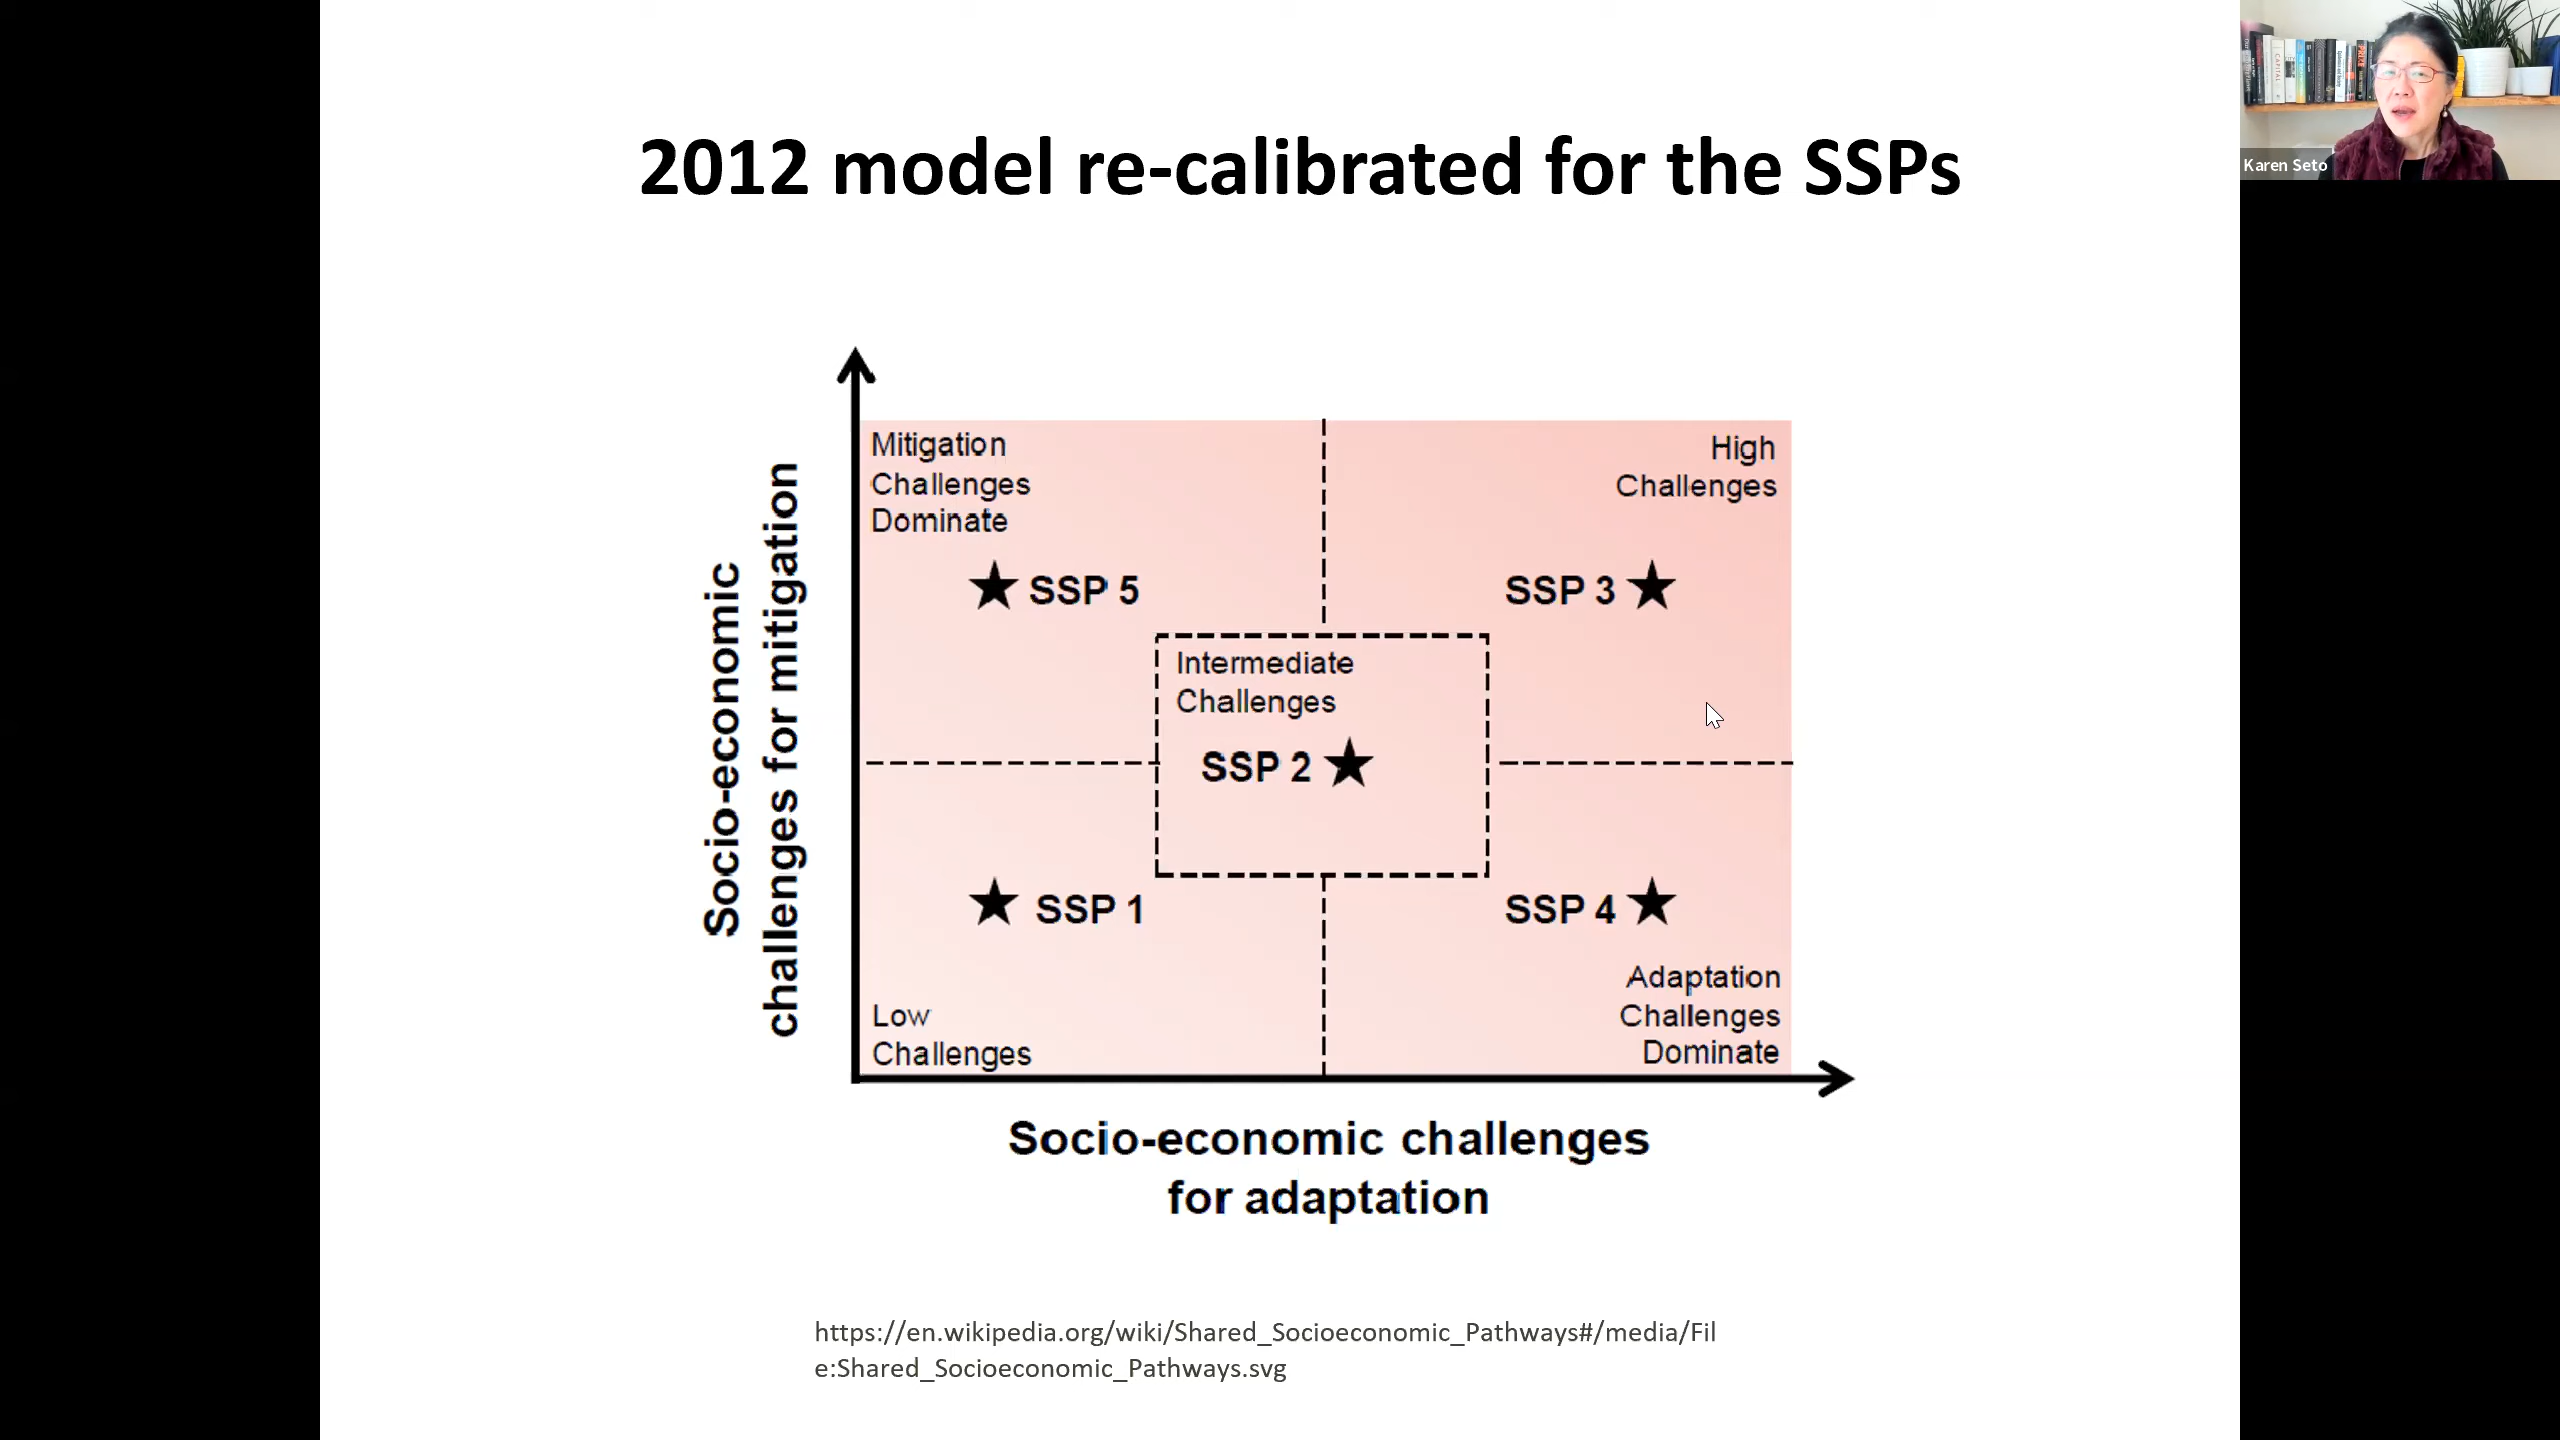 2012 model re-calibrated for the SSPs
Karen Seto
CAPITAL
Socio-economic
challenges for mitigation
Mitigation
Challenges
Dominate
High
Challenges
SSP 5
SSP 3
Intermediate
Challenges
SSP 2
SSP 1
SSP 4
Low
Challenges
Adaptation
Challenges
Dominate
Socio-economic challenges
for adaptation
https://en.wikipedia.org/wiki/Shared_Socioeconomic_Pathways#/media/Fil
e:Shared_Socioeconomic_Pathways.svg